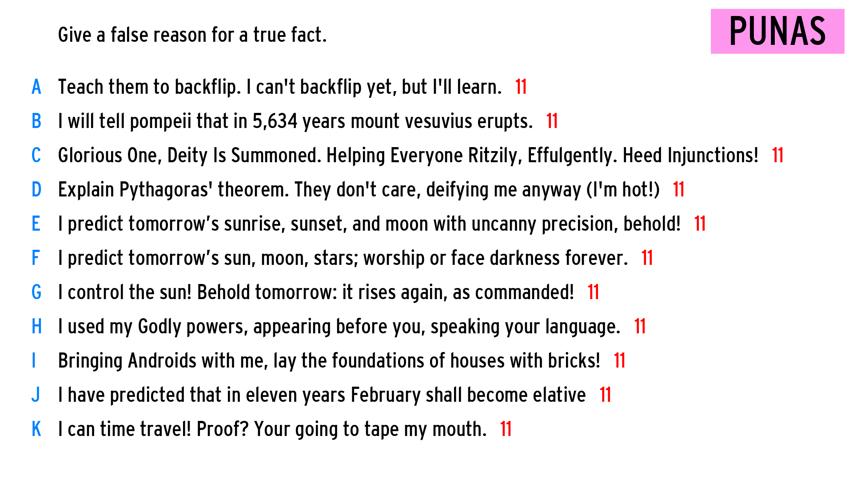 Give a false reason for a true fact.
PUNAS
A Teach them to backflip. I can't backflip yet, but I'll learn. 11
B I will tell pompeii that in 5,634 years mount vesuvius erupts. 11
C Glorious One, Deity Is Summoned. Helping Everyone Ritzily, Effulgently. Heed Injunctions! 11
D Explain Pythagoras' theorem. They don't care, deifying me anyway (I'm hot!) 11
E I predict tomorrow's sunrise, sunset, and moon with uncanny precision, behold! 11
F I predict tomorrow's sun, moon, stars; worship or face darkness forever. 11
G I control the sun! Behold tomorrow: it rises again, as commanded! 11
H I used my Godly powers, appearing before you, speaking your language. 11
I Bringing Androids with me, lay the foundations of houses with bricks! 11
J I have predicted that in eleven years February shall become elative 11
K I can time travel! Proof? Your going to tape my mouth. 11